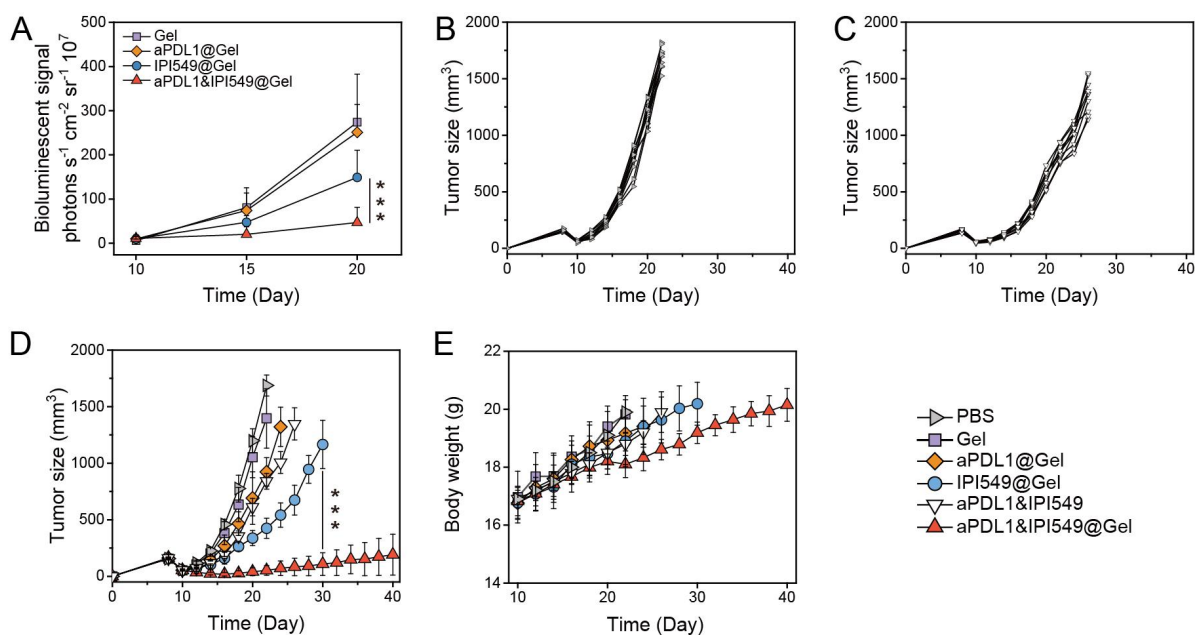 A
Bioluminescent signal
photons s⁻¹ cm⁻² sr⁻¹ 10⁷
500
400
300
200
100
0
Gel
aPDL1@Gel
IPI549@Gel
aPDL1&IPI549@Gel
***
10 15 20
Time (Day)
B
Tumor size (mm³)
2000
1500
1000
500
0
0 10 20 30 40
Time (Day)
C
Tumor size (mm³)
2000
1500
1000
500
0
0 10 20 30 40
Time (Day)
D
Tumor size (mm³)
2000
1500
1000
500
0
***
0 10 20 30 40
Time (Day)
E
Body weight (g)
22
20
18
16
14
10 20 30 40
Time (Day)
PBS
Gel
aPDL1@Gel
IPI549@Gel
aPDL1&IPI549
aPDL1&IPI549@Gel